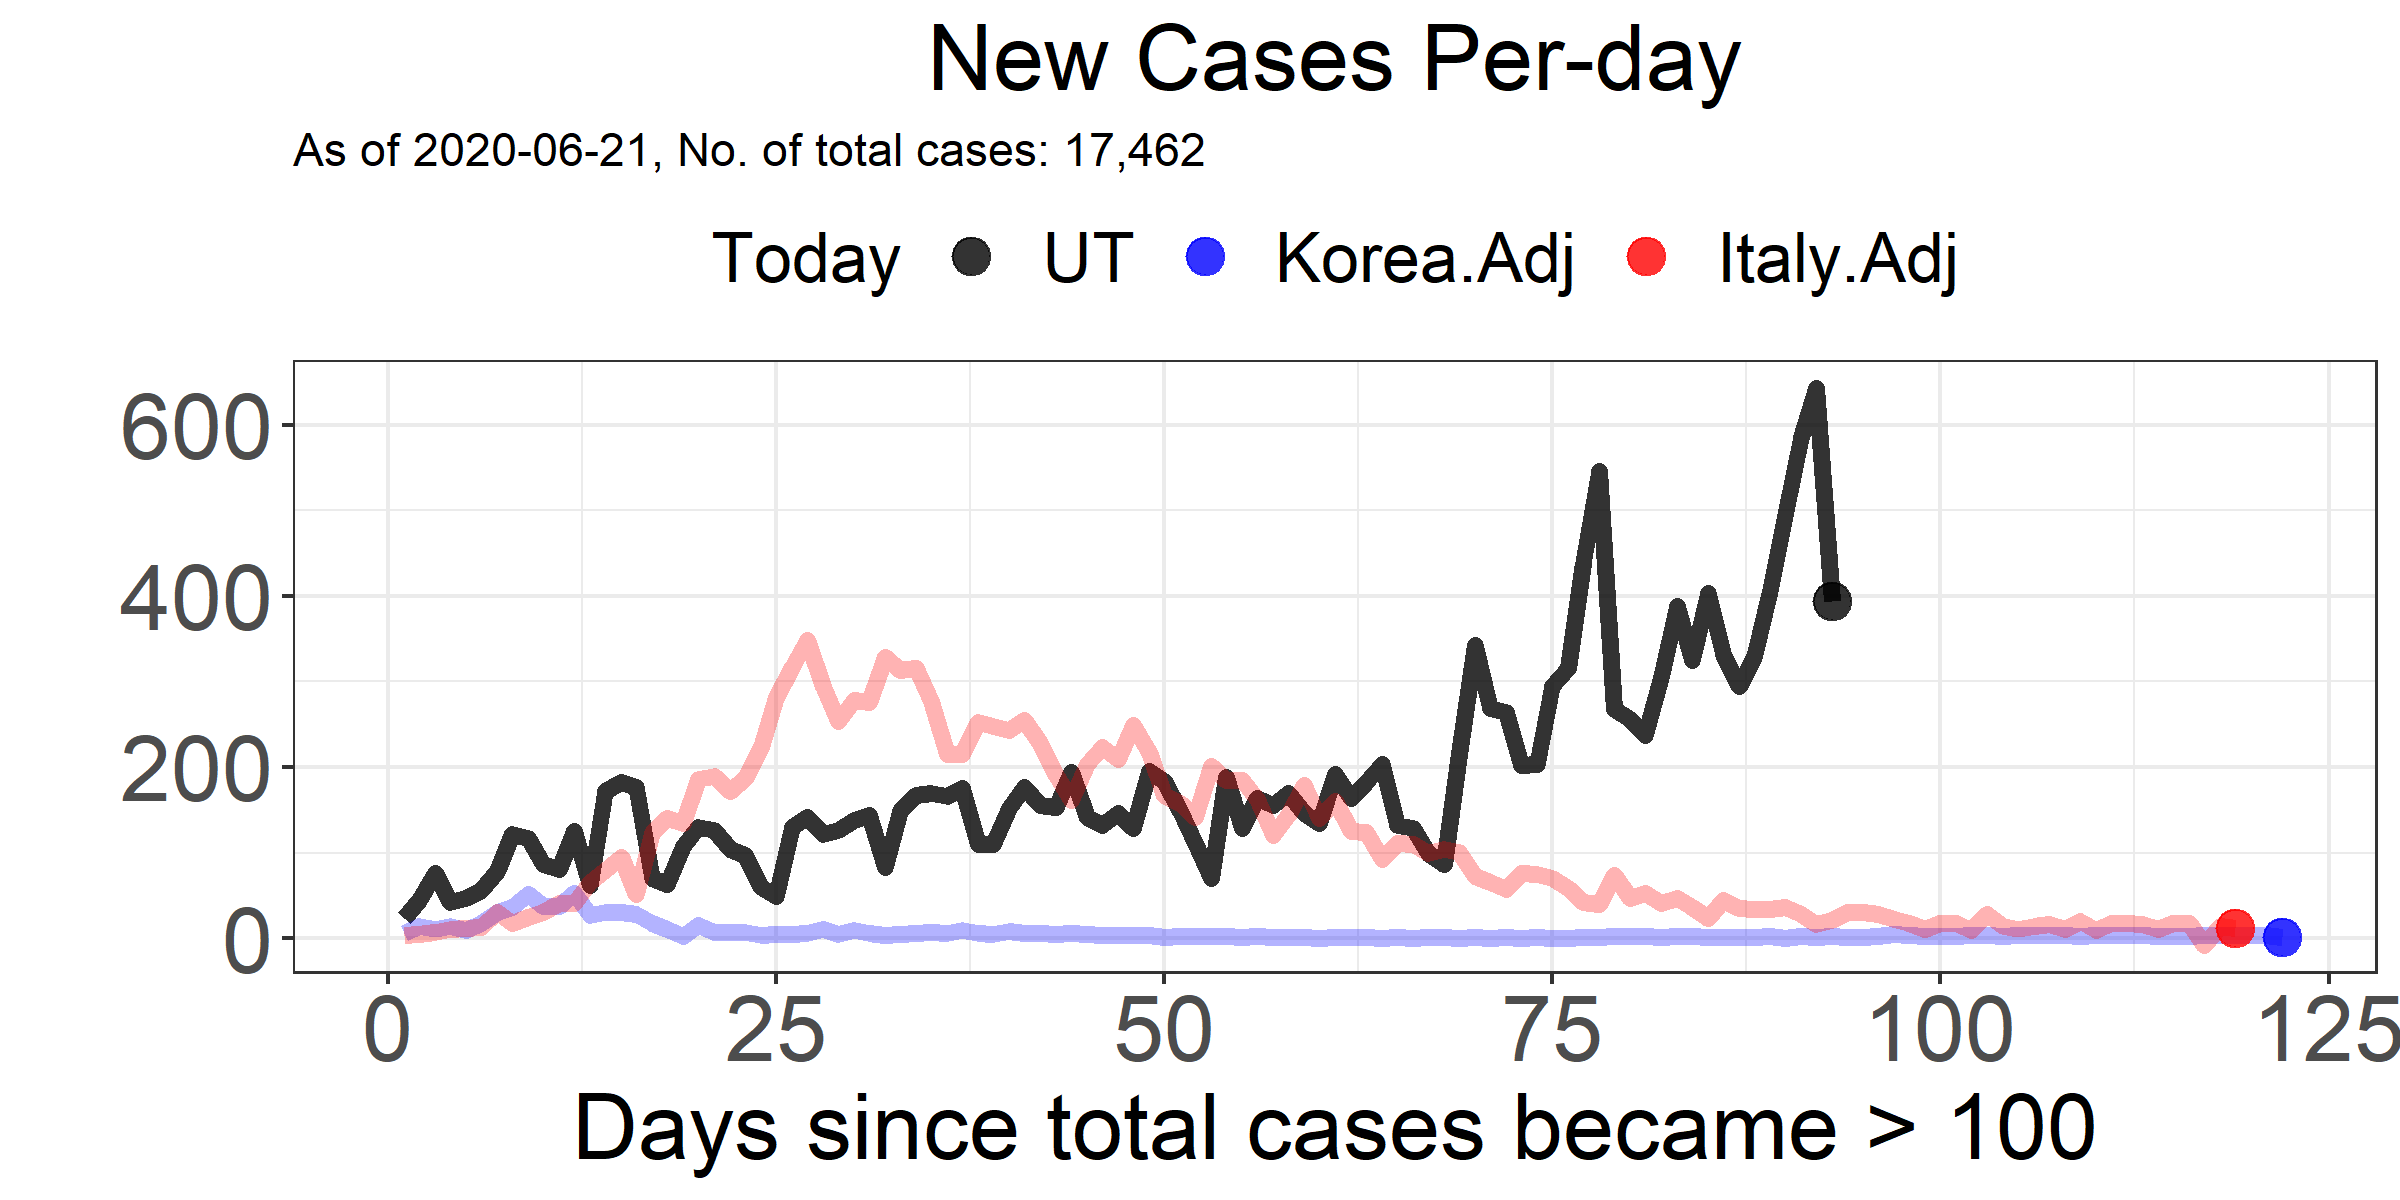 New Cases Per-day
As of 2020-06-21, No. of total cases: 17,462
Today UT Korea.Adj Italy.Adj
600
400
200
0
0 25 50 75 100 125
Days since total cases became > 100